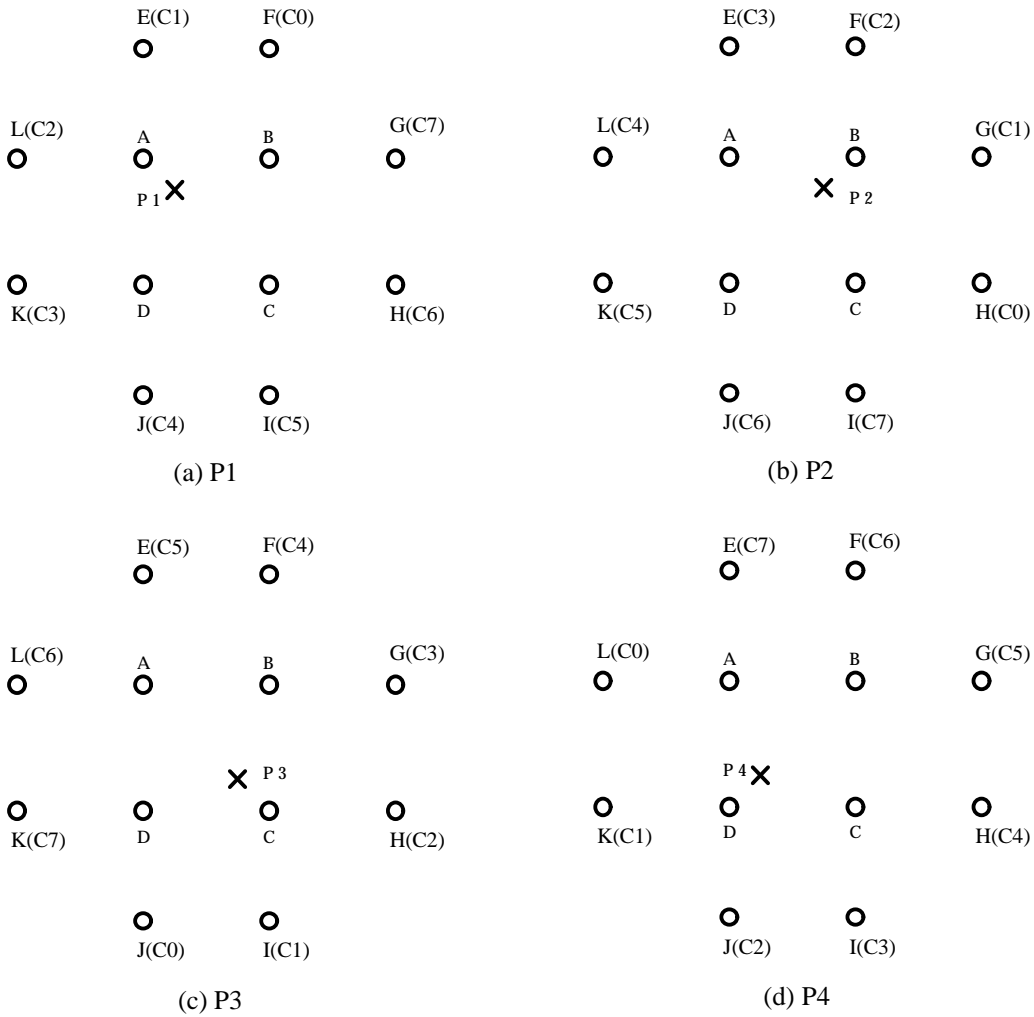 E(C1) F(C0)
L(C2) A B G(C7)
P 1
K(C3) D C H(C6)
J(C4) I(C5)
(a) P1
E(C3) F(C2)
L(C4) A B G(C1)
P 2
K(C5) D C H(C0)
J(C6) I(C7)
(b) P2
E(C5) F(C4)
L(C6) A B G(C3)
P 3
K(C7) D C H(C2)
J(C0) I(C1)
(c) P3
E(C7) F(C6)
L(C0) A B G(C5)
P 4
K(C1) D C H(C4)
J(C2) I(C3)
(d) P4